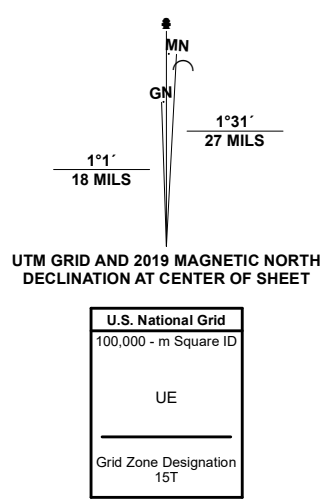 MN
GN
1°31´
27 MILS
1°1´
18 MILS
UTM GRID AND 2019 MAGNETIC NORTH
DECLINATION AT CENTER OF SHEET
U.S. National Grid
100,000 - m Square ID
UE
Grid Zone Designation
15T